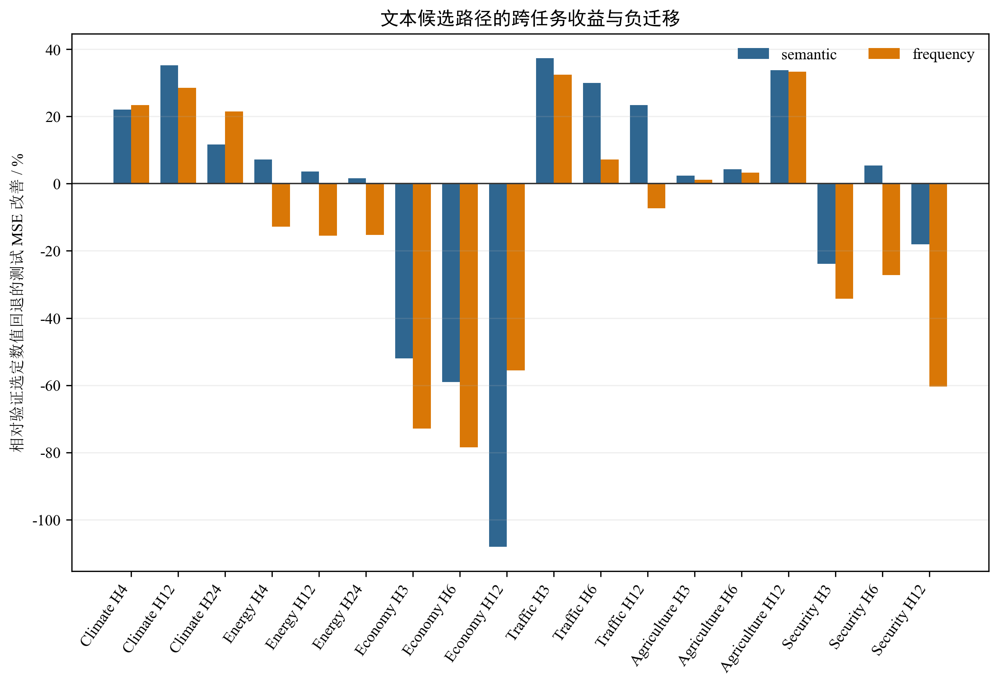 文本候选路径的跨任务收益与负迁移
semantic
frequency
相对验证选定数值回退的测试 MSE 改善 / %
40
20
0
-20
-40
-60
-80
-100
Climate H4
Climate H12
Climate H24
Energy H4
Energy H12
Energy H24
Economy H3
Economy H6
Economy H12
Traffic H3
Traffic H6
Traffic H12
Agriculture H3
Agriculture H6
Agriculture H12
Security H3
Security H6
Security H12